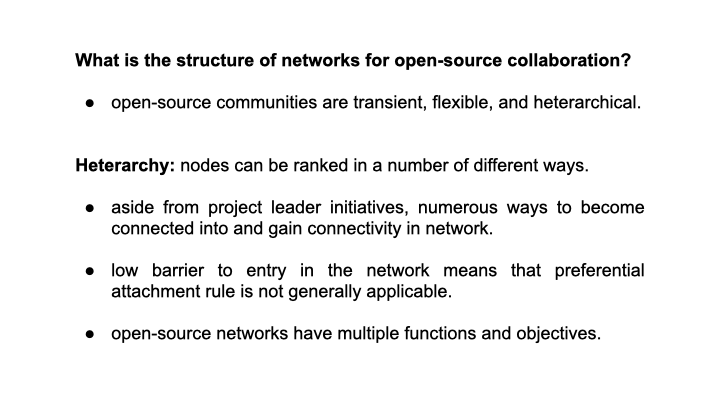 What is the structure of networks for open-source collaboration?
● open-source communities are transient, flexible, and heterarchical.
Heterarchy: nodes can be ranked in a number of different ways.
● aside from project leader initiatives, numerous ways to become
connected into and gain connectivity in network.
● low barrier to entry in the network means that preferential
attachment rule is not generally applicable.
● open-source networks have multiple functions and objectives.